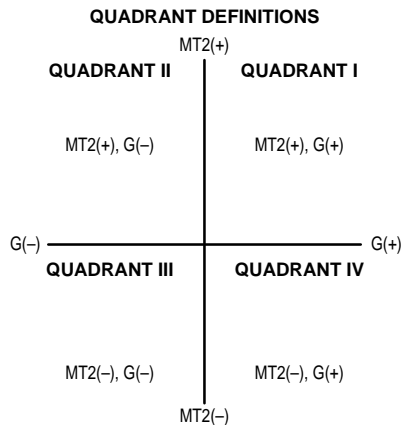 QUADRANT DEFINITIONS
MT2(+)
QUADRANT II QUADRANT I
MT2(+), G(–) MT2(+), G(+)
G(–) G(+)
QUADRANT III QUADRANT IV
MT2(–), G(–) MT2(–), G(+)
MT2(–)